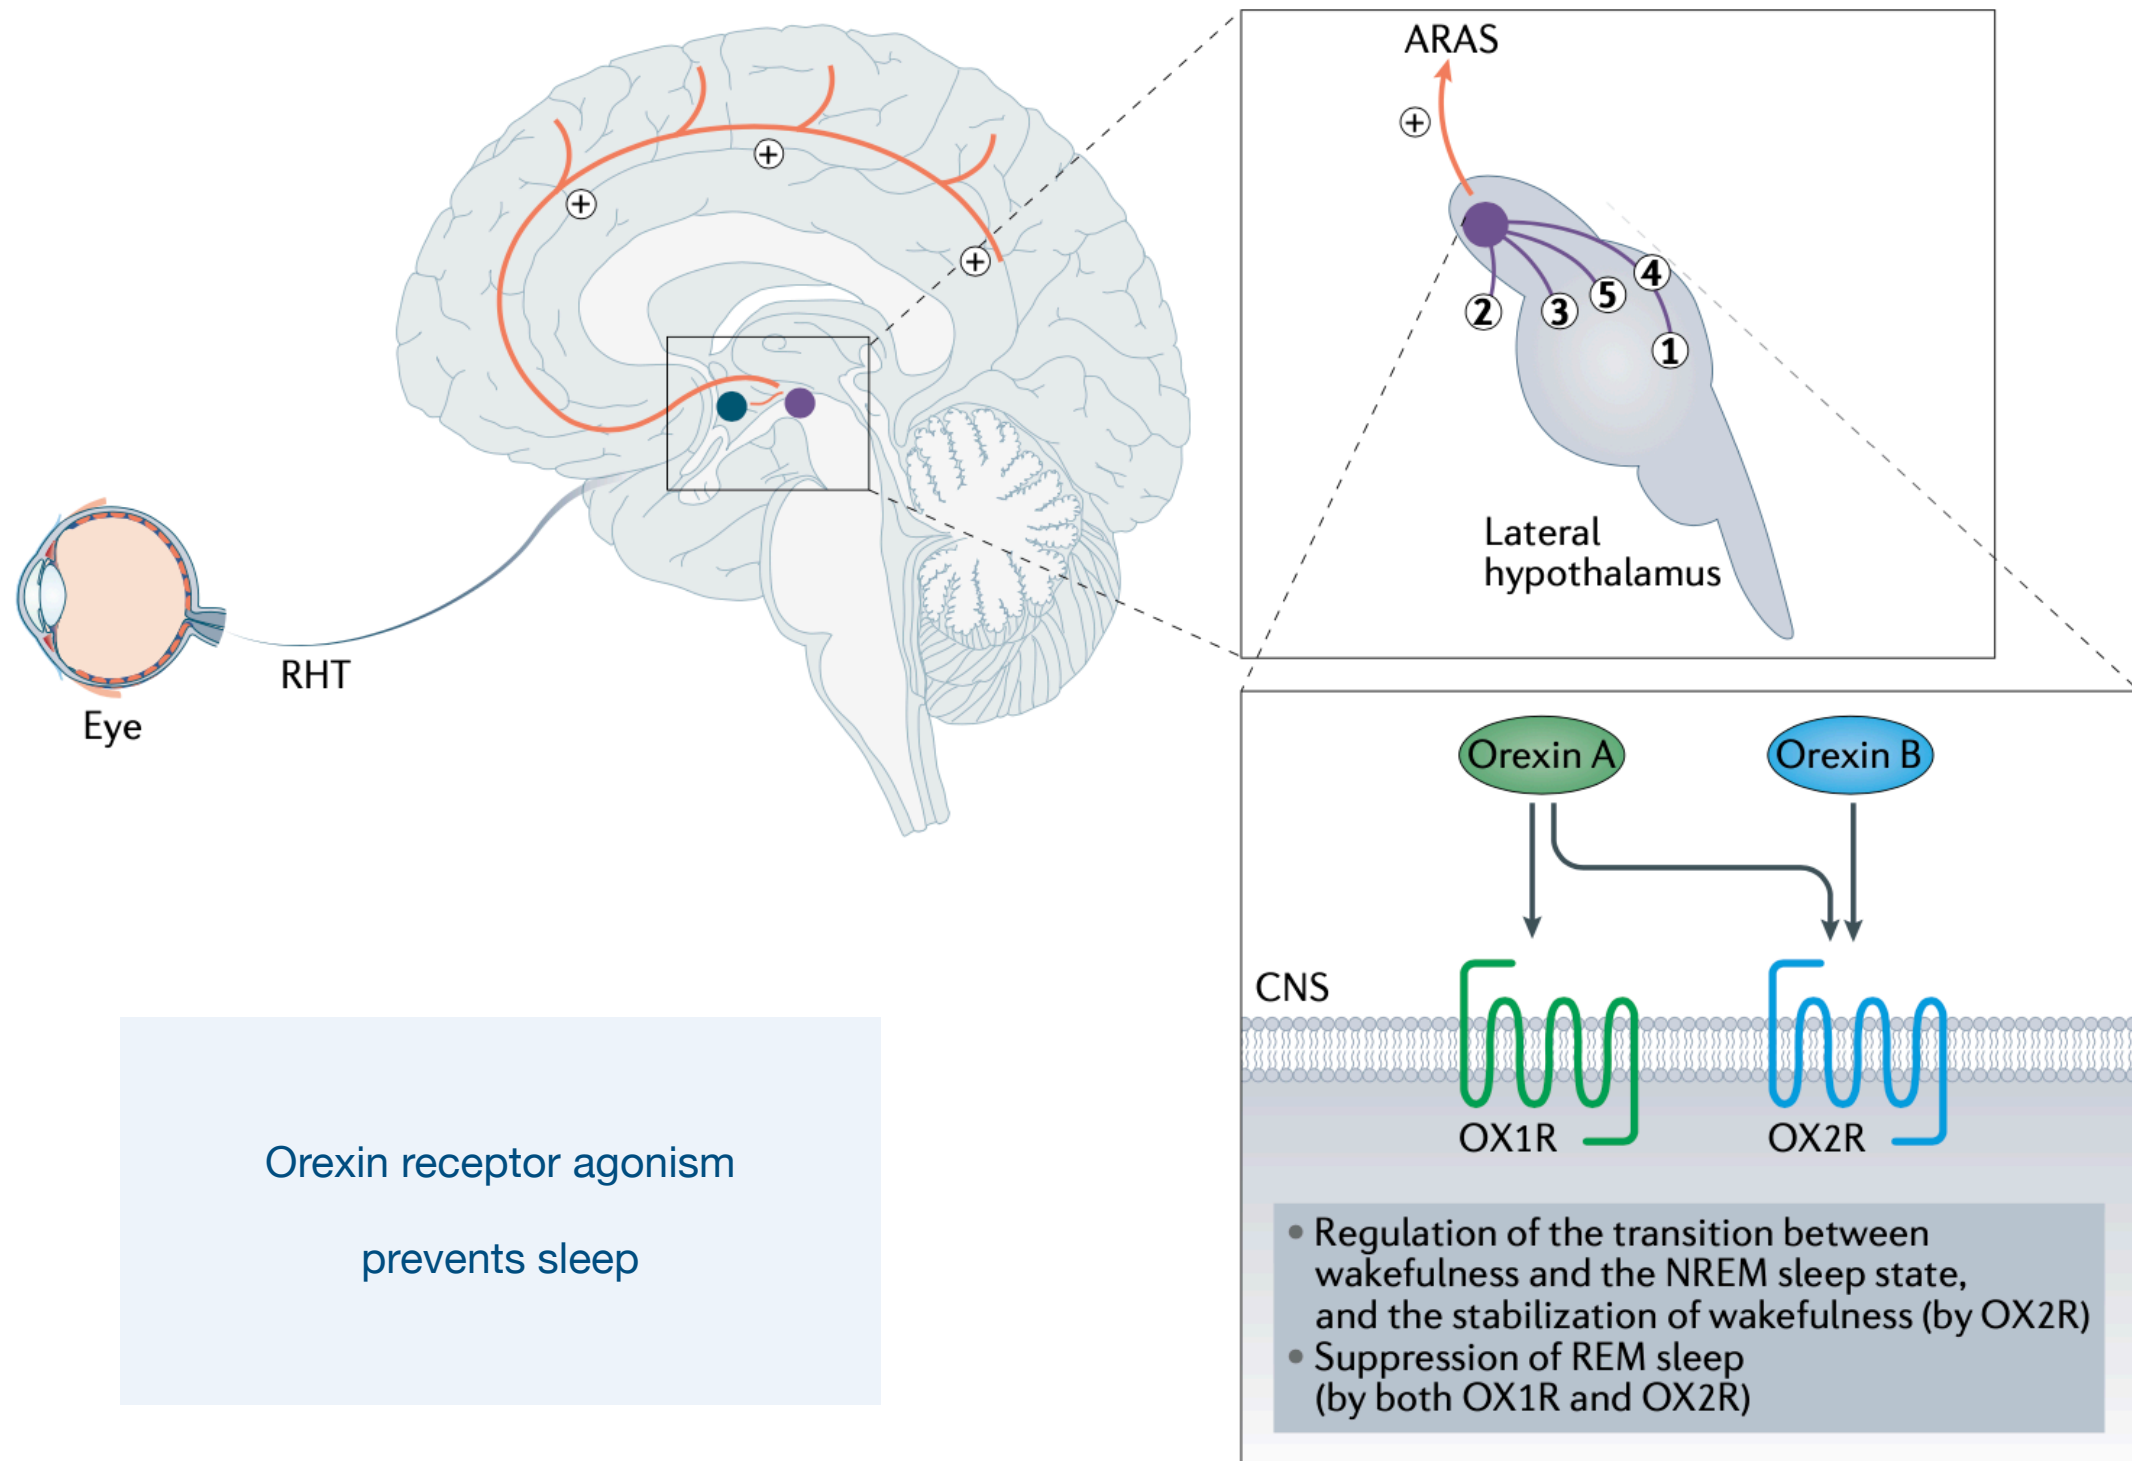 ARAS
+
+
+
+
2
3
5
4
1
Lateral
hypothalamus
RHT
Eye
Orexin A
Orexin B
CNS
OX1R
OX2R
Orexin receptor agonism
prevents sleep
• Regulation of the transition between
wakefulness and the NREM sleep state,
and the stabilization of wakefulness (by OX2R)
• Suppression of REM sleep
(by both OX1R and OX2R)